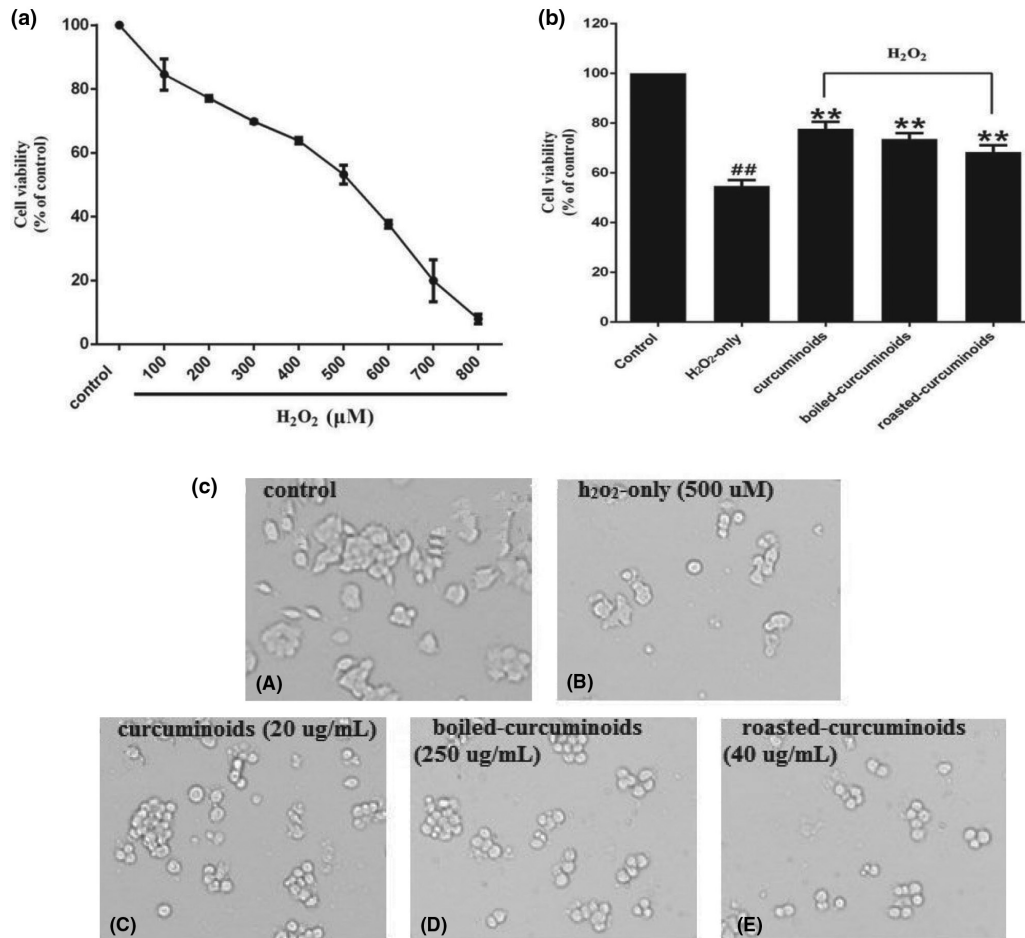 (a)
100
80
60
40
20
0
Cell viability
(% of control)
control
100
200
300
400
500
600
700
800
H₂O₂ (µM)
(b)
H₂O₂
120
100
80
60
40
20
0
Cell viability
(% of control)
##
**
**
**
Control
H₂O₂-only
curcuminoids
boiled-curcuminoids
roasted-curcuminoids
(c)
control
(A)
h₂o₂-only (500 uM)
(B)
curcuminoids (20 ug/mL)
(C)
boiled-curcuminoids
(250 ug/mL)
(D)
roasted-curcuminoids
(40 ug/mL)
(E)